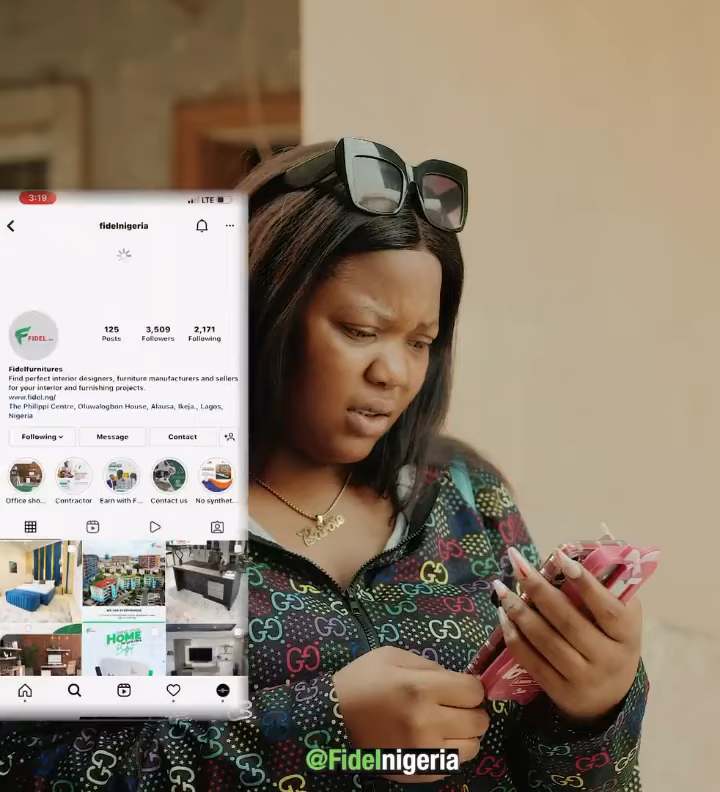 3:19
LTE
fidelnigeria
FIDEL
125
Posts
3,509
Followers
2,171
Following
Fidelfurnitures
Find perfect interior designers, furniture manufacturers and sellers
for your interior and furnishing projects.
www.fidel.ng/
The Philippi Centre, Oluwalogbon House, Alausa, Ikeja., Lagos,
Nigeria
Following
Message
Contact
Office sho...
Contractor
Earn with F...
Contact us
No synthet...
HOME
Barbie
@Fidelnigeria